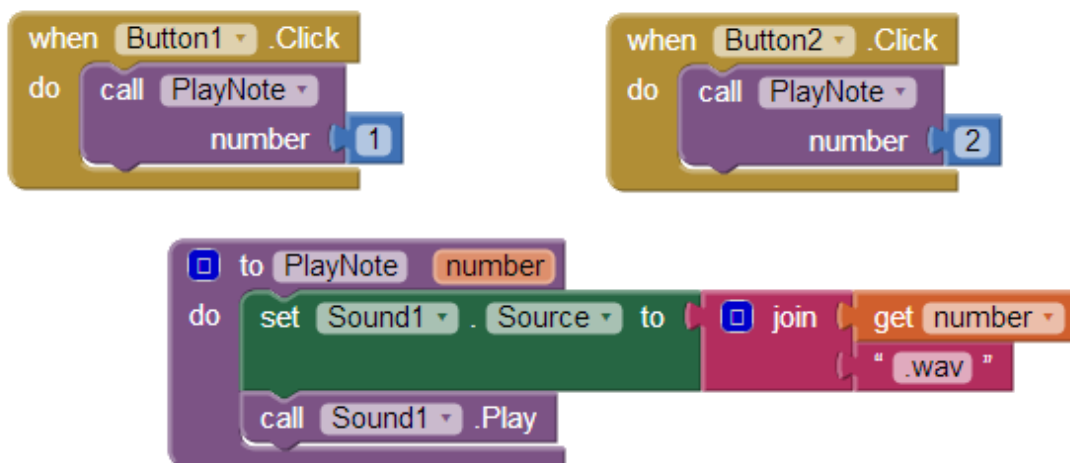 when Button1 .Click
do call PlayNote
number 1
when Button2 .Click
do call PlayNote
number 2
to PlayNote number
do set Sound1 . Source to join get number
“ .wav ”
call Sound1 .Play